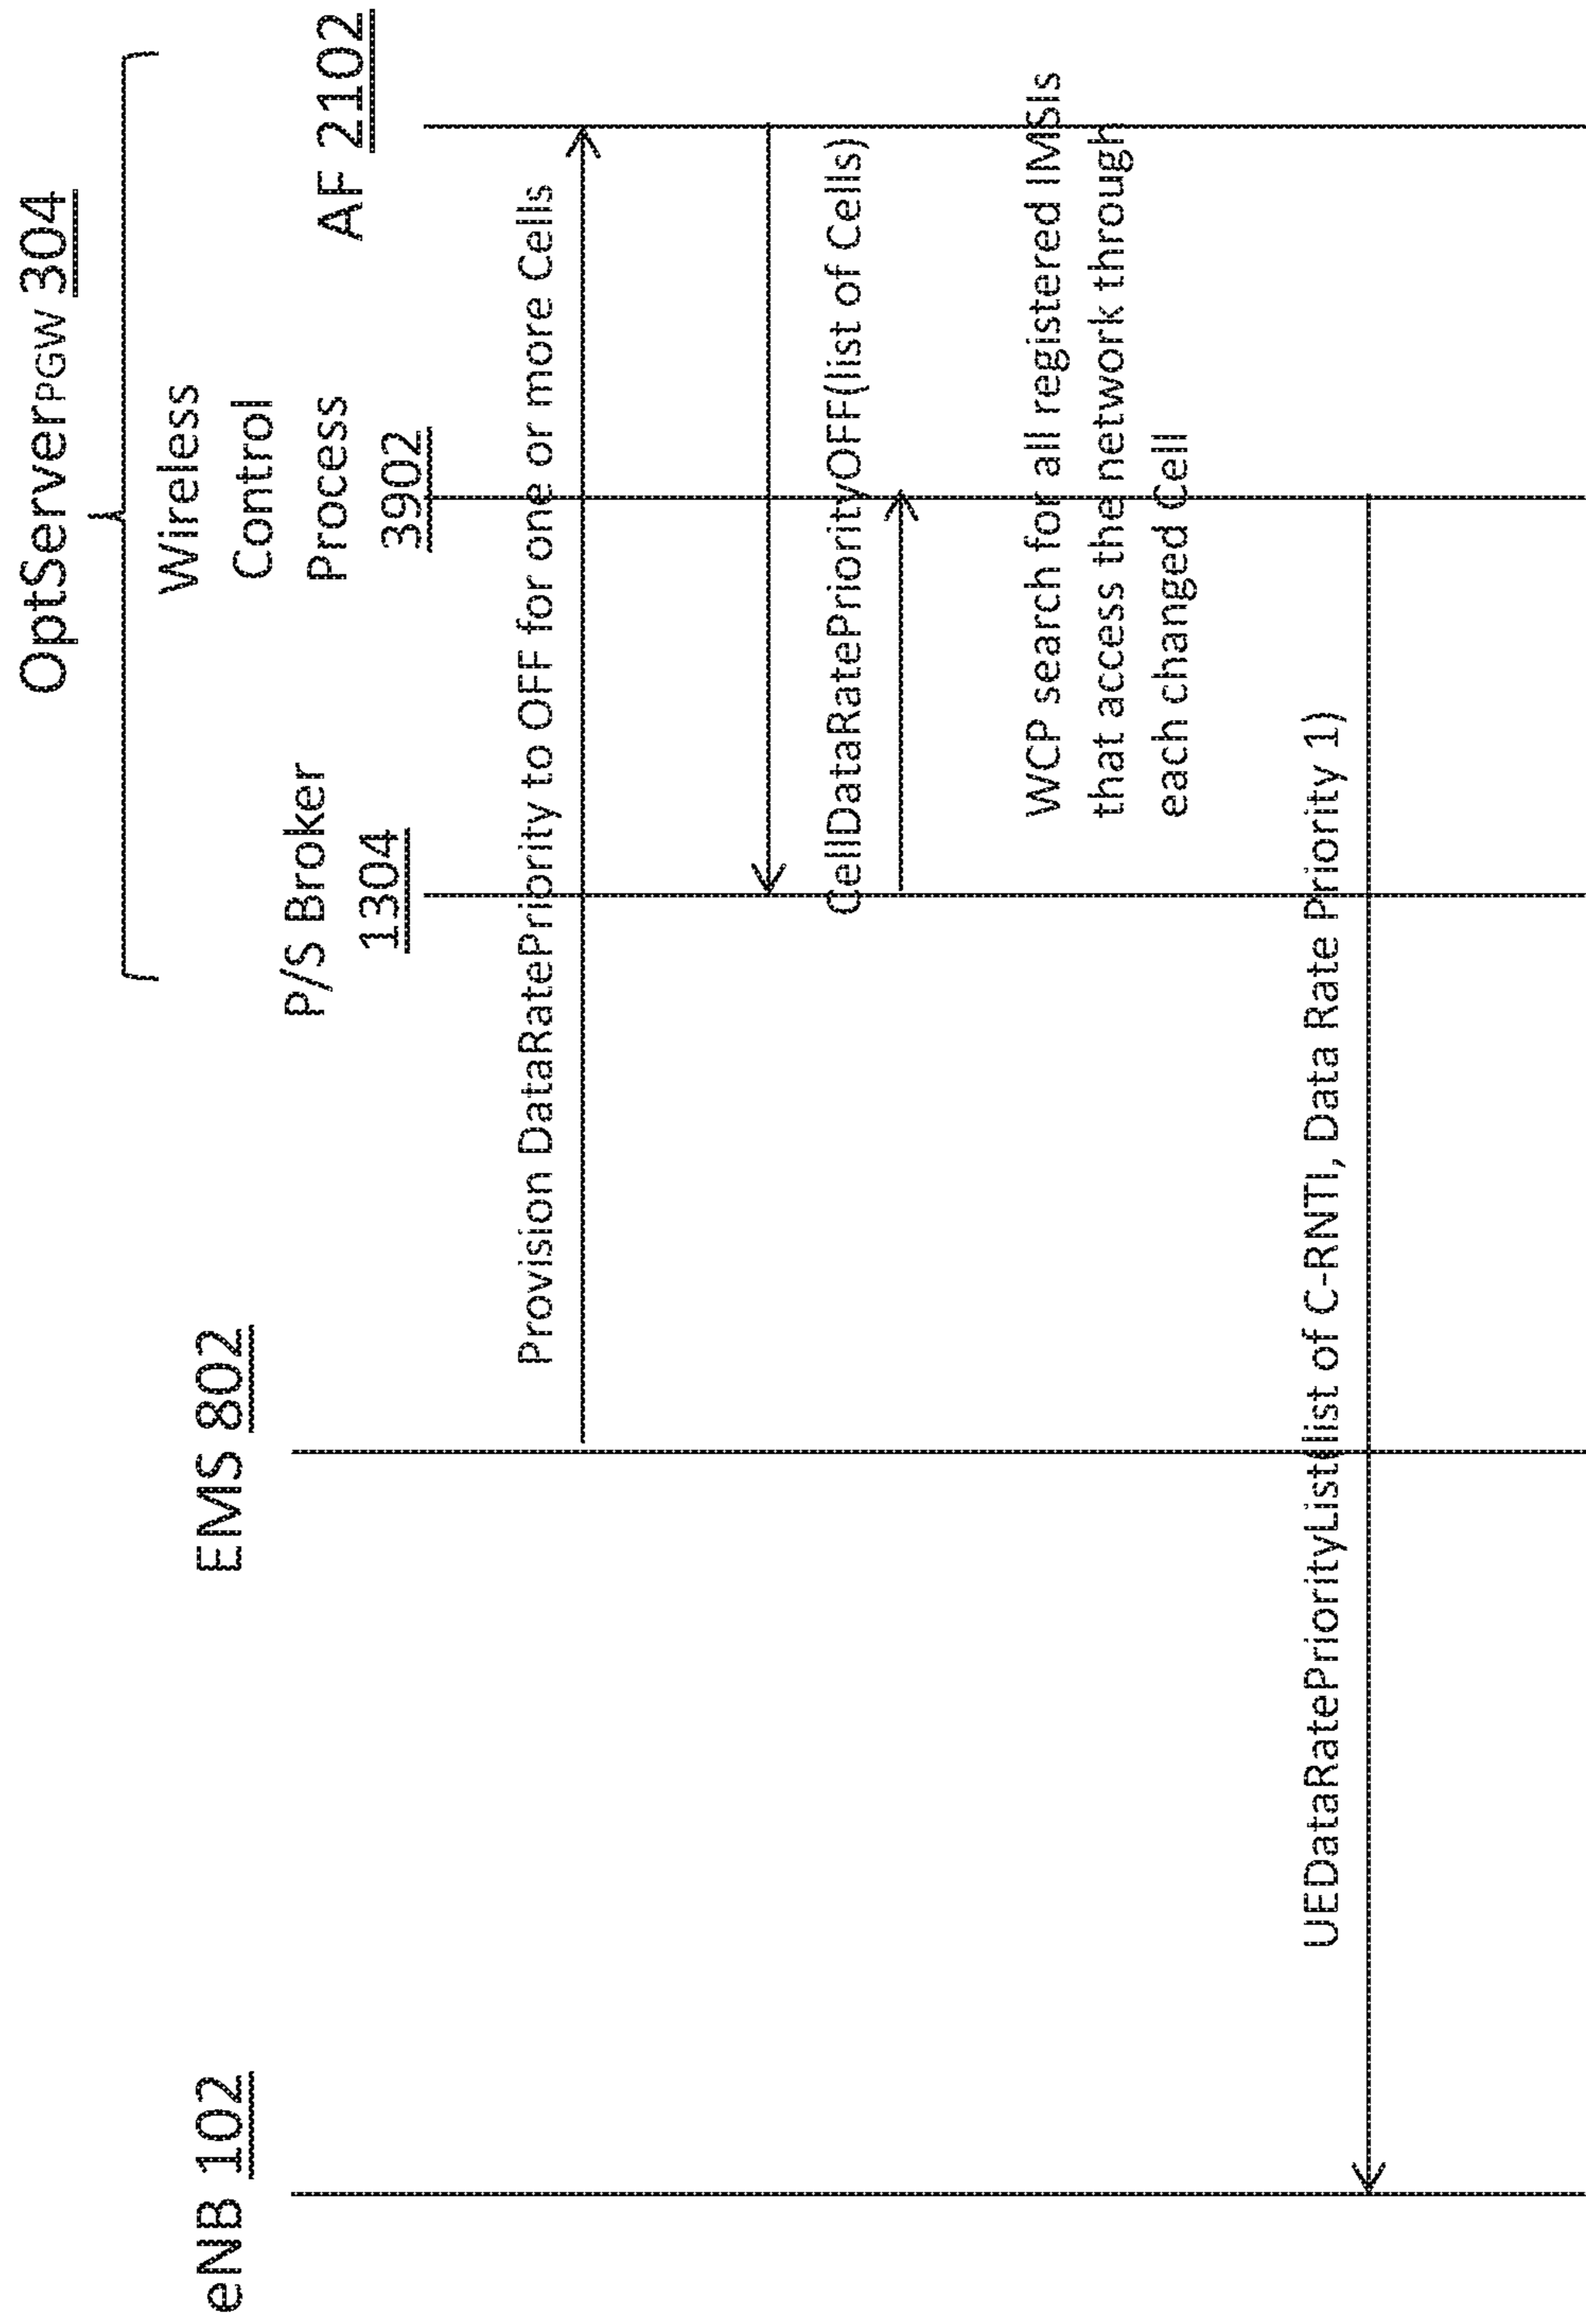 OptServerPGW 304
eNB 102
EMS 802
P/S Broker
1304
Wireless
Control
Process
3902
AF 2102
Provision DataRatePriority to OFF for one or more Cells
CellDataRatePriorityOFF(list of Cells)
WCP search for all registered IMSIs
that access the network through
each changed Cell
UEDataRatePriorityList(list of C-RNTI, Data Rate Priority 1)